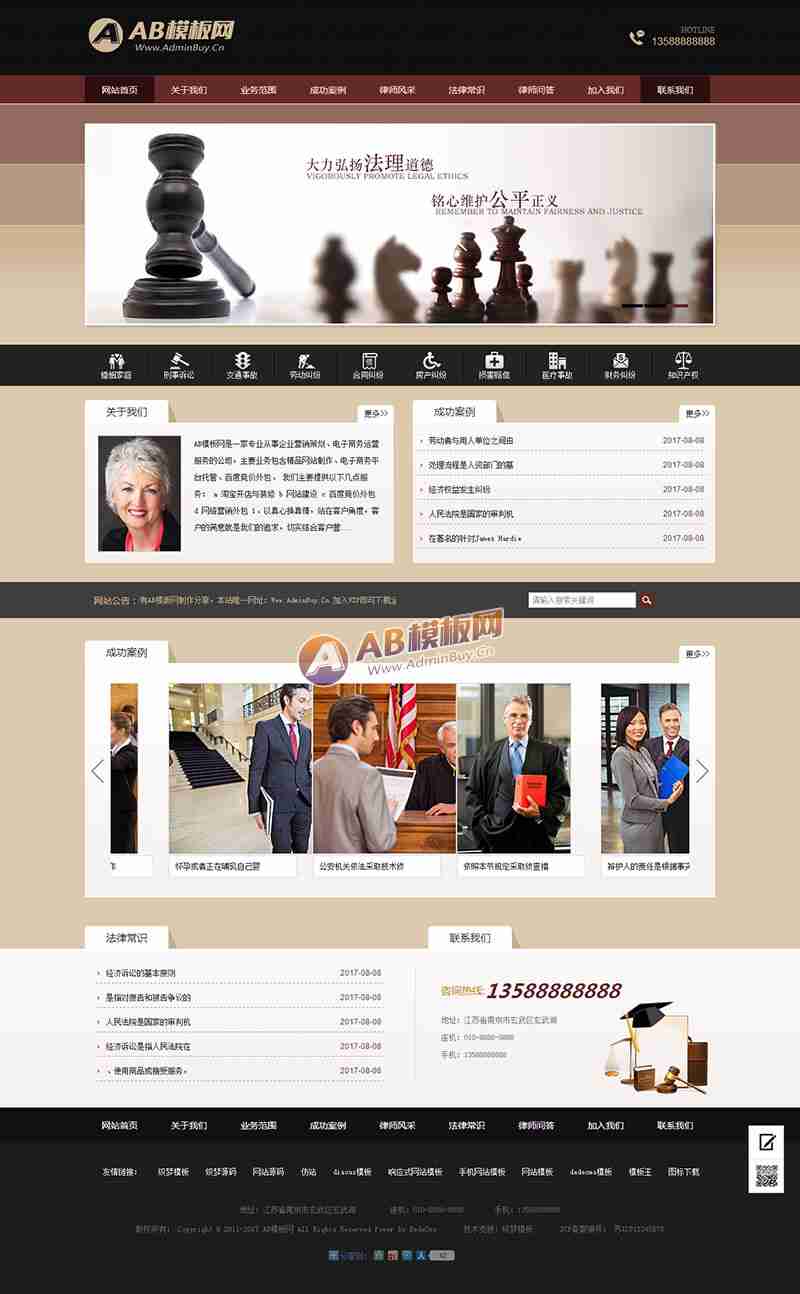 AB模板网
Www.AdminBuy.Cn
HOTLINE
13588888888
网站首页 关于我们 业务范围 成功案例 律师风采 法律常识 律师问答 加入我们 联系我们
大力弘扬法理道德
VIGOROUSLY PROMOTE LEGAL ETHICS
铭心维护公平正义
REMEMBER TO MAINTAIN FAIRNESS AND JUSTICE
婚姻家庭 刑事诉讼 交通事故 劳动纠纷 合同纠纷 房产纠纷 损害赔偿 医疗事故 财务纠纷 知识产权
关于我们 更多>>
AB模板网是一家专业从事企业营销策划、电子商务运营
服务的公司。主要业务包含精品网站制作、电子商务平
台托管、百度竞价外包。 我们主要提供以下几点服
务: a 淘宝开店与装修 b 网站建设 c 百度竞价外包
d 网络营销外包 1、以真心换真情。站在客户角度，客
户的满意就是我们的追求。切实结合客户营...
成功案例 更多>>
劳动者与用人单位之间由 2017-08-08
处理流程是人资部门的基 2017-08-08
经济权益发生纠纷 2017-08-08
人民法院是国家的审判机 2017-08-08
在著名的针对James Hardie 2017-08-08
网站公告：有AB模板网制作分享，本站唯一网址：Www.AdminBuy.Cn 加入VIP即可下载全
请输入搜索关键词
成功案例 更多>>
AB模板网
Www.AdminBuy.Cn
怀孕或者正在哺乳自己婴 公安机关依法采取技术侦 依照本节规定采取侦查措 辩护人的责任是根据事实
法律常识
经济诉讼的基本原则 2017-08-08
是指对原告和被告争议的 2017-08-08
人民法院是国家的审判机 2017-08-08
经济诉讼是指人民法院在 2017-08-08
、使用商品或接受服务。 2017-08-08
联系我们
咨询热线:13588888888
地址：江苏省南京市玄武区玄武湖
座机：010-8888-8888
手机：13588888888
网站首页 关于我们 业务范围 成功案例 律师风采 法律常识 律师问答 加入我们 联系我们
友情链接： 织梦模板 织梦源码 网站源码 仿站 discuz模板 响应式网站模板 手机网站模板 网站模板 dedecms模板 模板王 图标下载
地址：江苏省南京市玄武区玄武湖 座机：010-8888-8888 手机：13588888888
版权所有： Copyright © 2011-2017 AB模板网 All Rights Reserved Power by DedeCms 技术支持：织梦模板 ICP备案编号：
分享到：